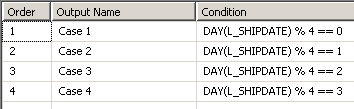 Order Output Name Condition
1 Case 1 DAY(L_SHIPDATE) % 4 == 0
2 Case 2 DAY(L_SHIPDATE) % 4 == 1
3 Case 3 DAY(L_SHIPDATE) % 4 == 2
4 Case 4 DAY(L_SHIPDATE) % 4 == 3